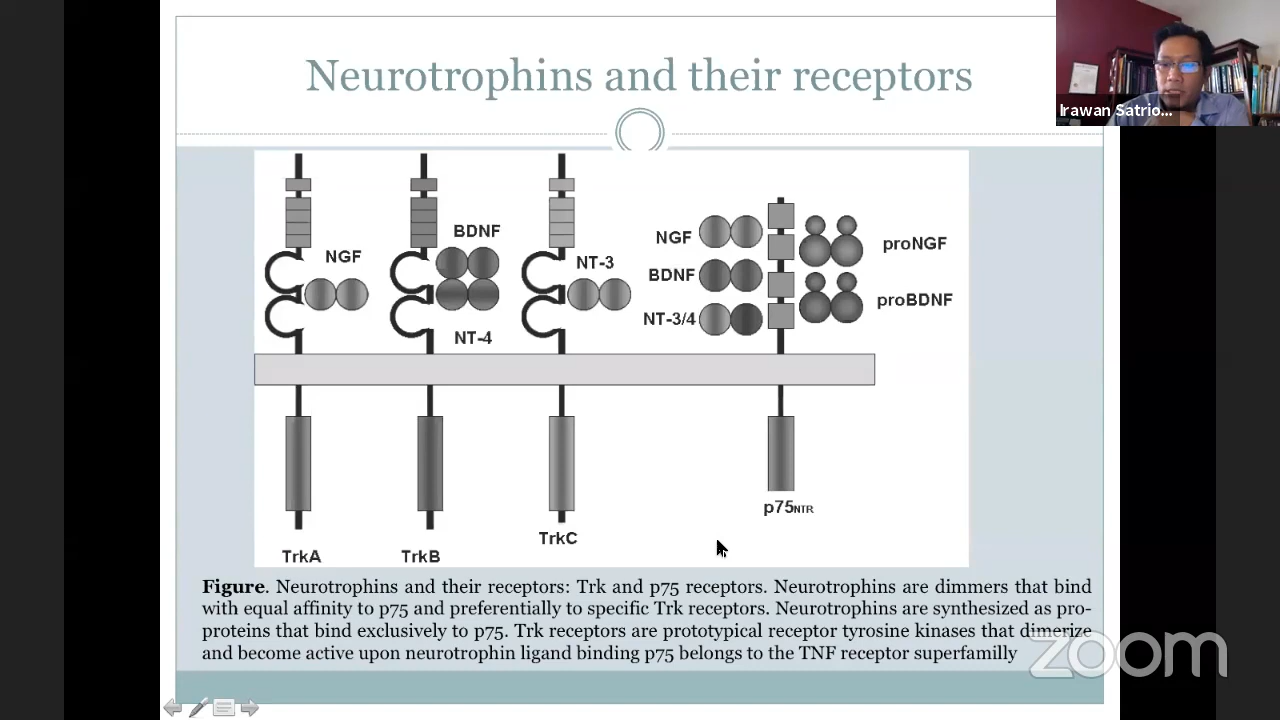 Neurotrophins and their receptors
Irawan Satrio...
NGF
BDNF
NT-4
NT-3
NGF
BDNF
NT-3/4
proNGF
proBDNF
TrkA
TrkB
TrkC
p75NTR
Figure. Neurotrophins and their receptors: Trk and p75 receptors. Neurotrophins are dimmers that bind
with equal affinity to p75 and preferentially to specific Trk receptors. Neurotrophins are synthesized as pro-
proteins that bind exclusively to p75. Trk receptors are prototypical receptor tyrosine kinases that dimerize
and become active upon neurotrophin ligand binding p75 belongs to the TNF receptor superfamilly
zoom